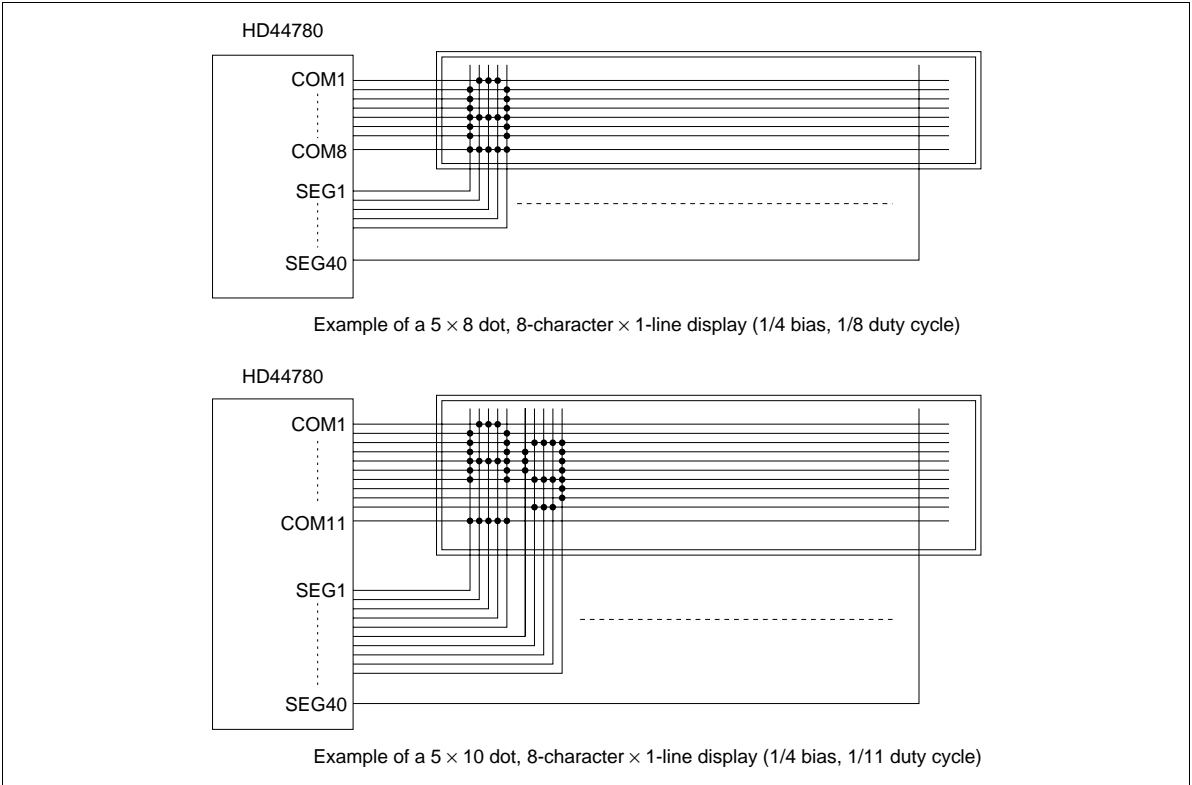 HD44780
COM1
COM8
SEG1
SEG40
Example of a 5 × 8 dot, 8-character × 1-line display (1/4 bias, 1/8 duty cycle)
HD44780
COM1
COM11
SEG1
SEG40
Example of a 5 × 10 dot, 8-character × 1-line display (1/4 bias, 1/11 duty cycle)